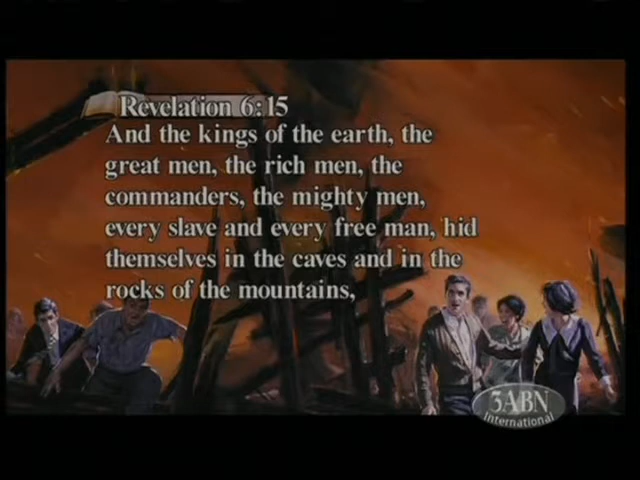 Revelation 6:15
And the kings of the earth, the
great men, the rich men, the
commanders, the mighty men,
every slave and every free man, hid
themselves in the caves and in the
rocks of the mountains,
3ABN
International